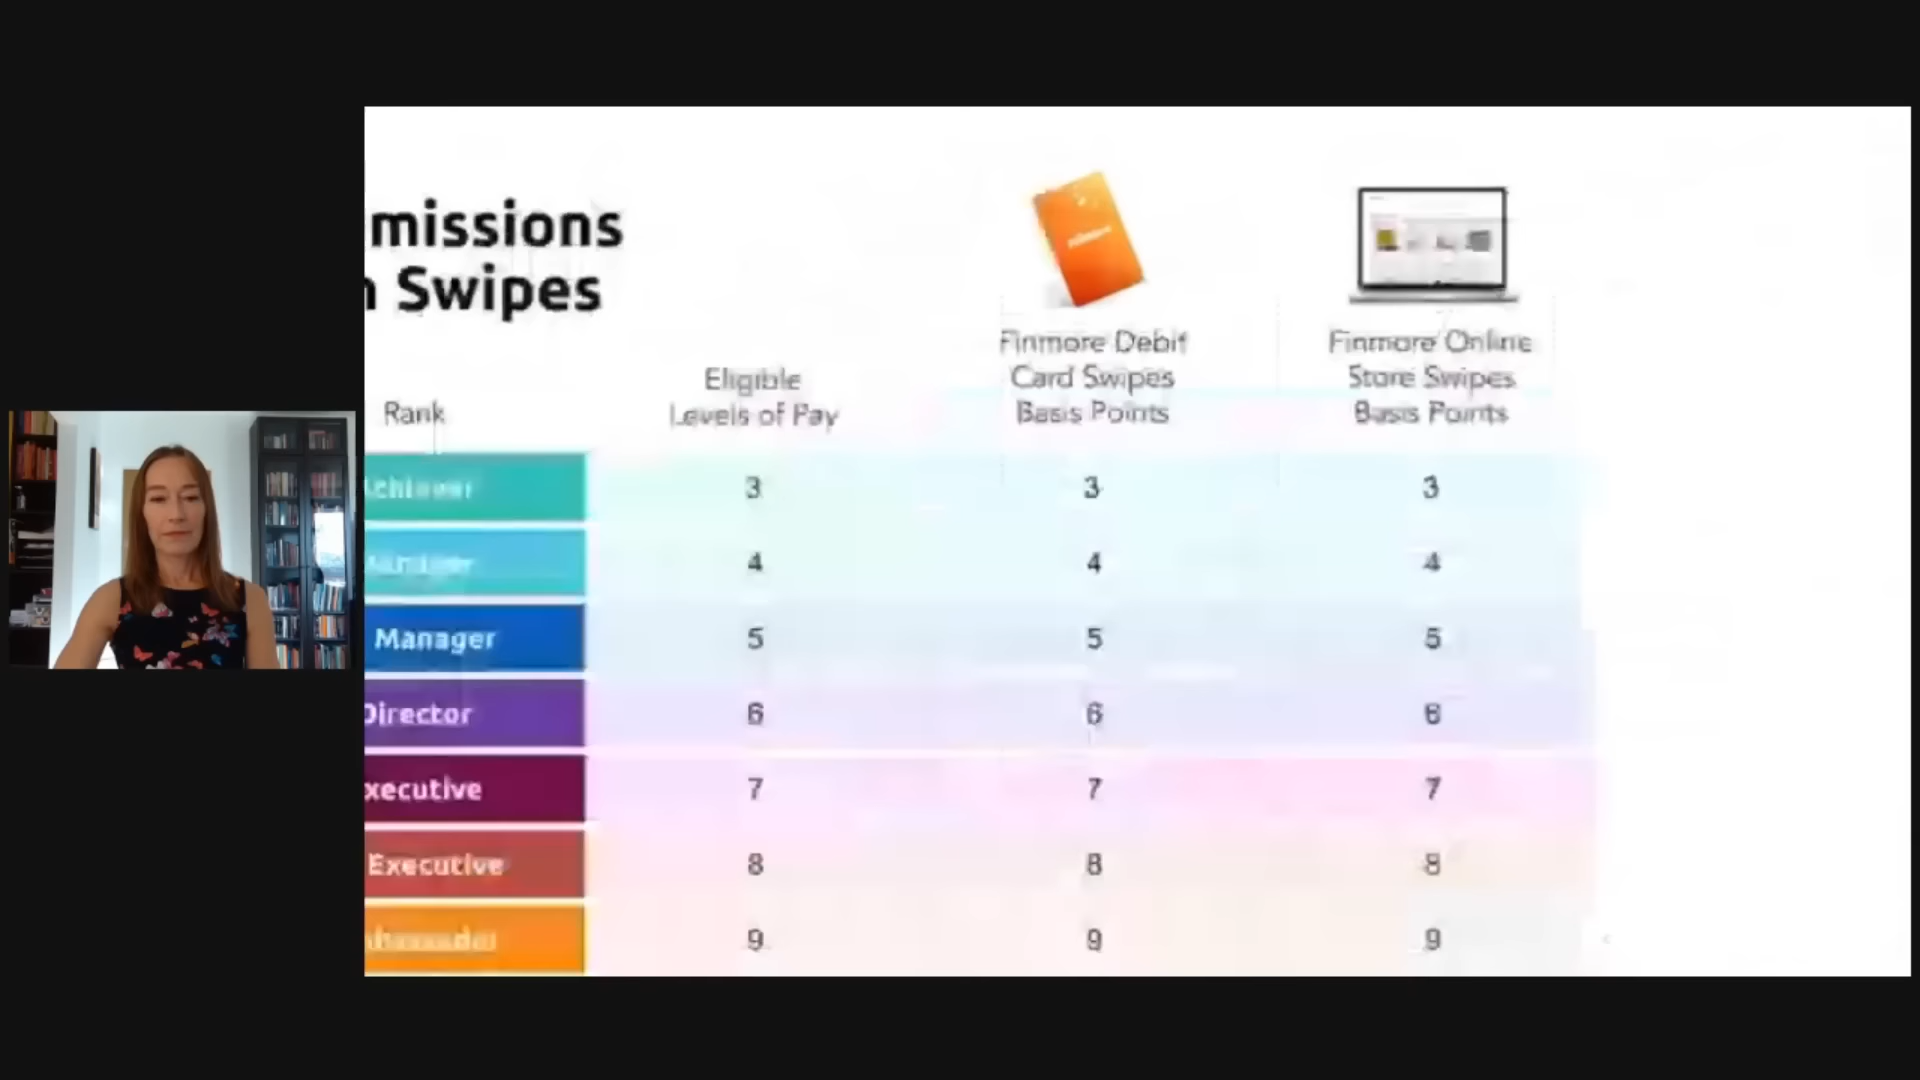 missions
n Swipes
Rank
Eligible
Levels of Pay
Finmore Debit
Card Swipes
Basis Points
Finmore Online
Store Swipes
Basis Points
Achiever 3 3 3
4 4 4
Manager 5 5 5
Director 6 6 6
xecutive 7 7 7
Executive 8 8 8
mbassador 9 9 9